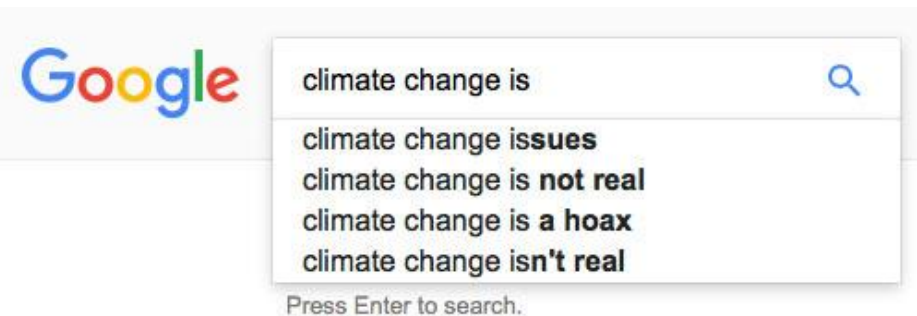 Google
climate change is
climate change issues
climate change is not real
climate change is a hoax
climate change isn't real
Press Enter to search.